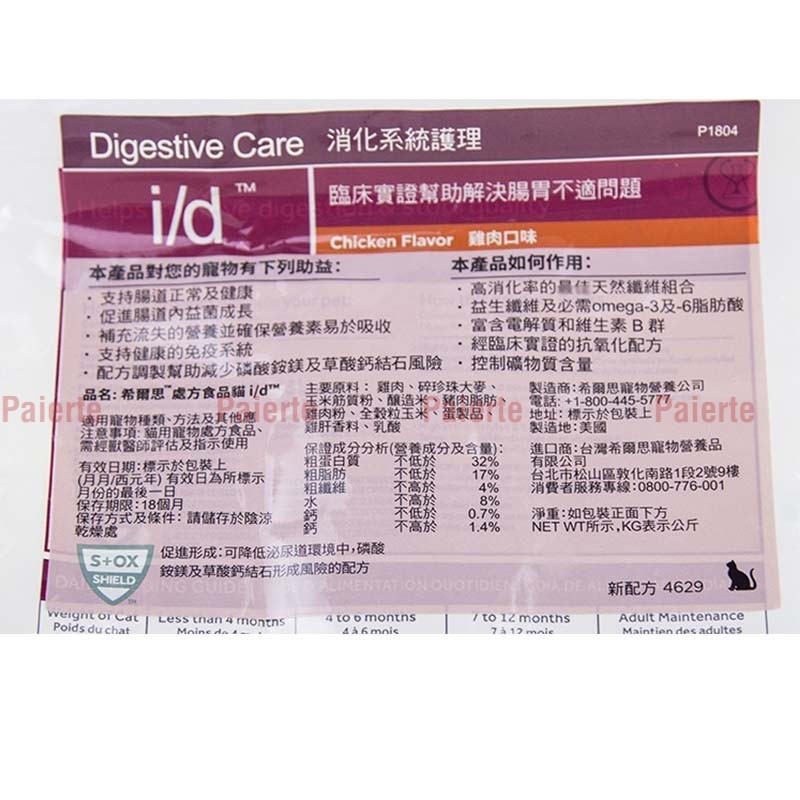 Digestive Care 消化系統護理
P1804
i/d™
臨床實證幫助解決腸胃不適問題
Chicken Flavor 雞肉口味
本產品對您的寵物有下列助益：
· 支持腸道正常及健康
· 促進腸道內益菌成長
· 補充流失的營養並確保營養素易於吸收
· 支持健康的免疫系統
· 配方調製幫助減少磷酸銨鎂及草酸鈣結石風險
本產品如何作用：
· 高消化率的最佳天然纖維組合
· 益生纖維及必需omega-3及-6脂肪酸
· 富含電解質和維生素 B 群
· 經臨床實證的抗氧化配方
· 控制礦物質含量
品名: 希爾思™處方食品貓 i/d™
適用寵物種類、方法及其他應
注意事項: 貓用寵物處方食品、
需經獸醫師評估及指示使用
有效日期: 標示於包裝上
(月月/西元年) 有效日為所標示
月份的最後一日
保存期限: 18個月
保存方式及條件: 請儲存於陰涼
乾燥處
主要原料： 雞肉、碎珍珠大麥、
玉米筋質粉、釀造米、豬肉脂肪、
雞肉粉、全穀粒玉米、蛋製品、
雞肝香料、乳酸
保證成分分析(營養成分及含量):
粗蛋白質 不低於 32%
粗脂肪 不低於 17%
粗纖維 不高於 4%
水 不高於 8%
鈣 不低於 0.7%
鈣 不高於 1.4%
製造商: 希爾思寵物營養公司
電話: +1-800-445-5777
地址: 標示於包裝上
製造地: 美國
進口商: 台灣希爾思寵物營養品
有限公司
台北市松山區敦化南路1段2號9樓
消費者服務專線: 0800-776-001
淨重: 如包裝正面下方
NET WT所示, KG表示公斤
S+OX
SHIELD™
促進形成: 可降低泌尿道環境中, 磷酸
銨鎂及草酸鈣結石形成風險的配方
新配方 4629
Weight of Cat
Poids du chat
Less than 4 months
Moins de 4 mois
4 to 6 months
4 à 6 mois
7 to 12 months
7 à 12 mois
Adult Maintenance
Maintien des adultes
Paierte
Paierte
Paierte
Paierte